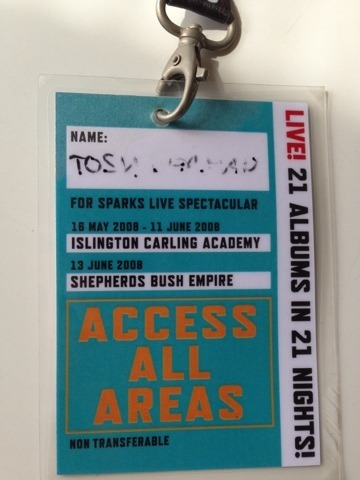 NAME:
TOSH
FOR SPARKS LIVE SPECTACULAR
16 MAY 2008 - 11 JUNE 2008
ISLINGTON CARLING ACADEMY
13 JUNE 2008
SHEPHERDS BUSH EMPIRE
ACCESS
ALL
AREAS
NON TRANSFERABLE
LIVE! 21 ALBUMS IN 21 NIGHTS!